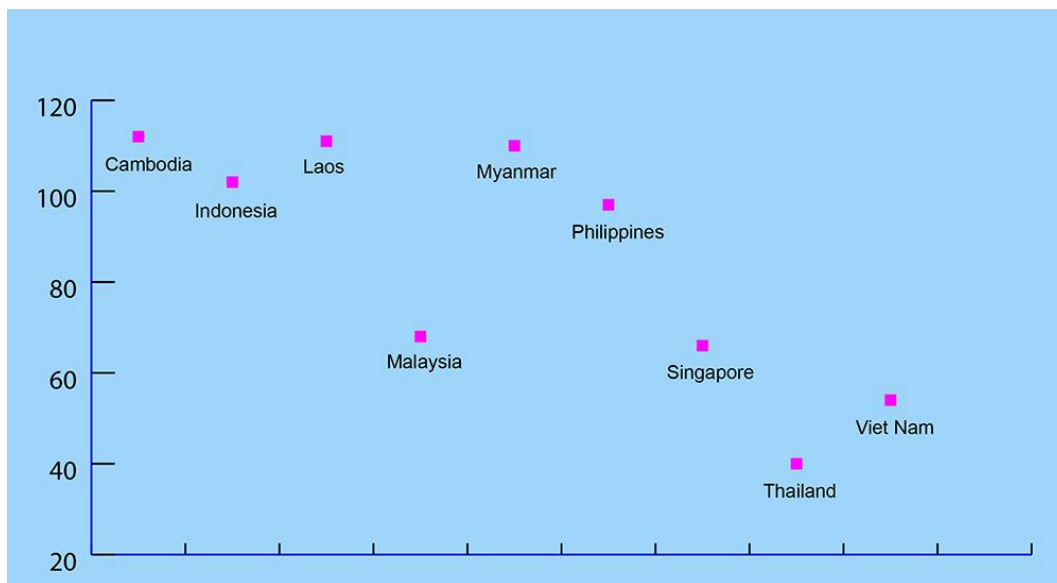 120
Cambodia
Laos
Myanmar
100
Indonesia
Philippines
80
Malaysia
60
Singapore
Viet Nam
40
Thailand
20